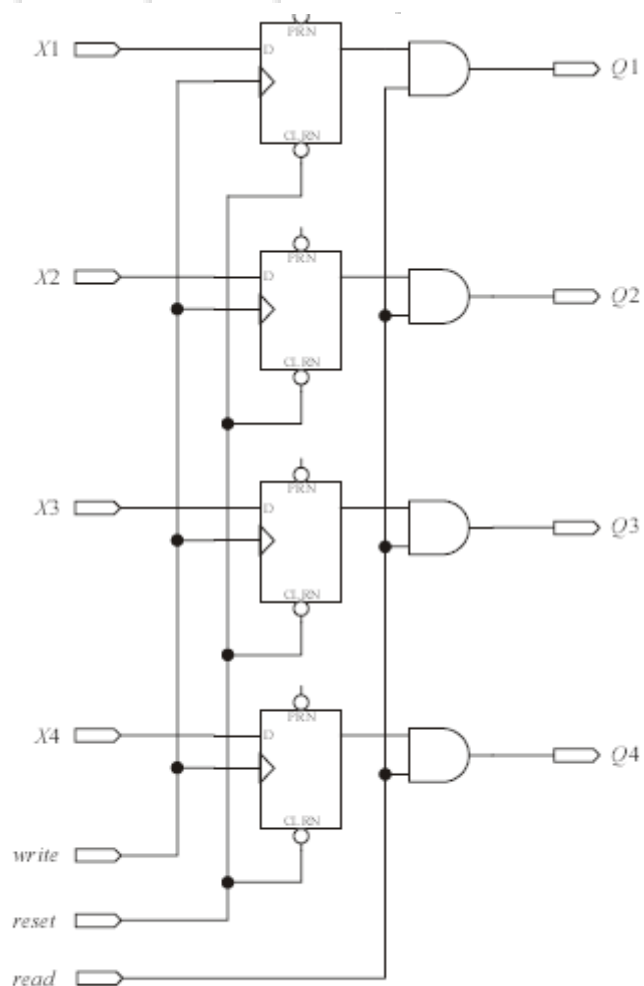 PRN
X1 D Q1
CLRN
PRN
X2 D Q2
CLRN
PRN
X3 D Q3
CLRN
PRN
X4 D Q4
CLRN
write
reset
read